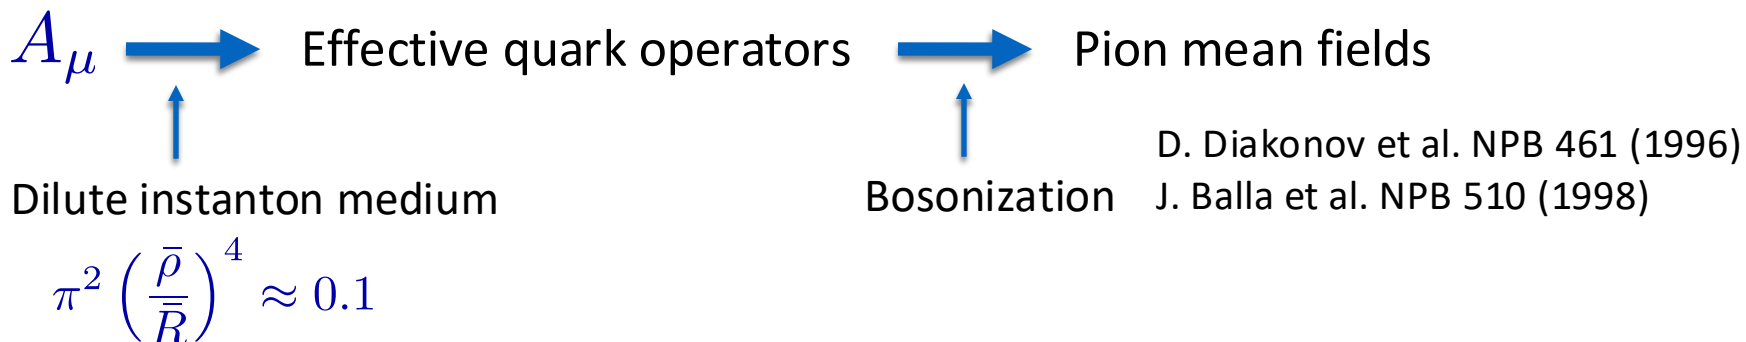 A_μ Effective quark operators Pion mean fields
D. Diakonov et al. NPB 461 (1996)
Dilute instanton medium Bosonization J. Balla et al. NPB 510 (1998)
π² (ρ̄/R̄)⁴ ≈ 0.1